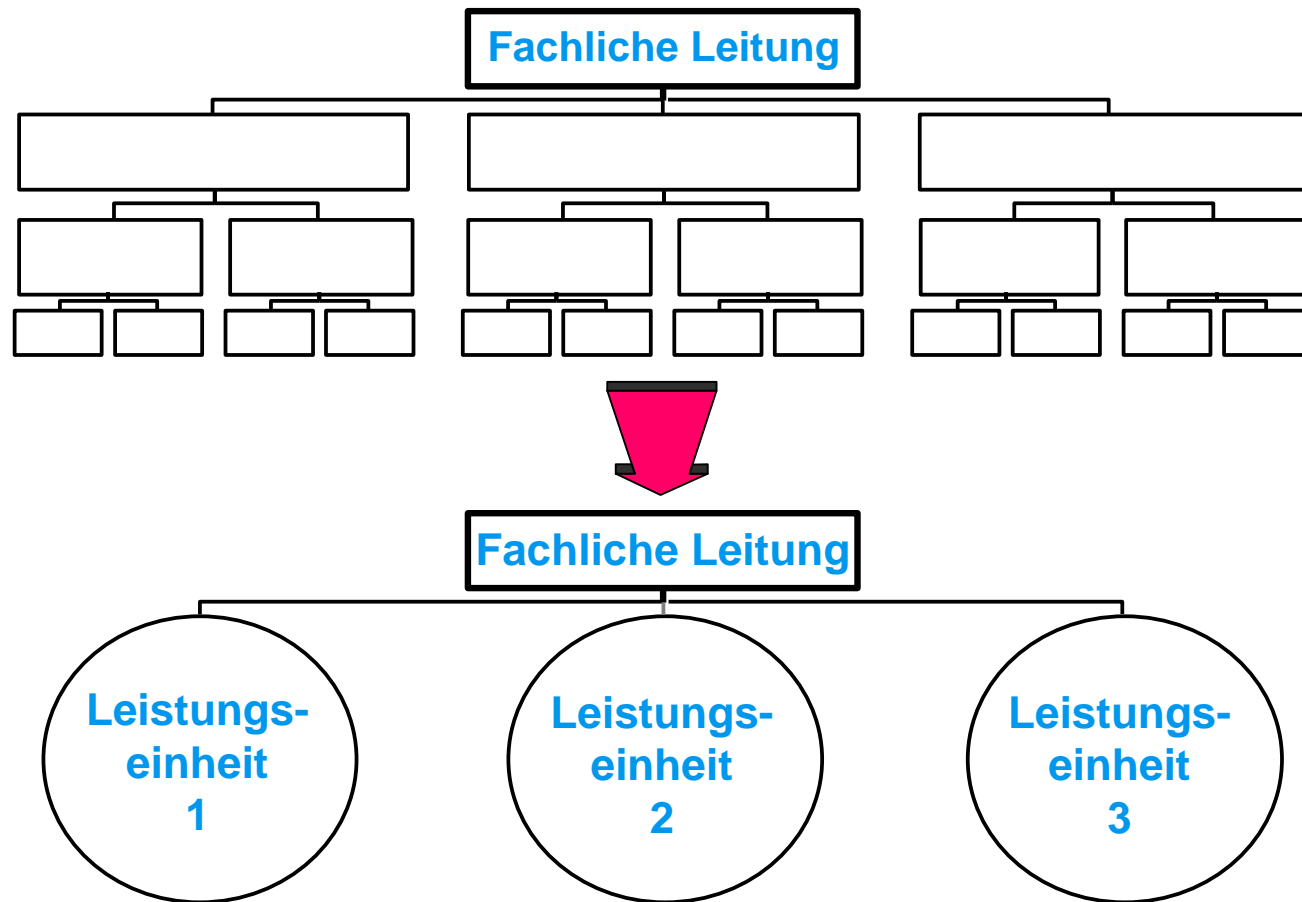 Fachliche Leitung
Fachliche Leitung
Leistungs-
einheit
1
Leistungs-
einheit
2
Leistungs-
einheit
3